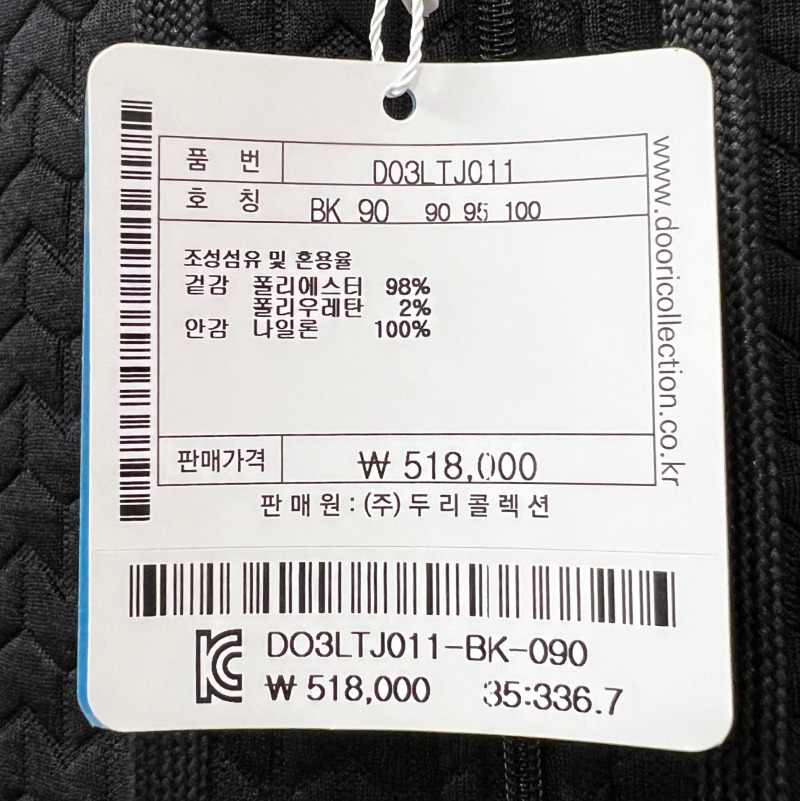 품 번 DO3LTJ011
호 칭 BK 90 90 95 100
조성섬유 및 혼용율
겉감 폴리에스터 98%
폴리우레탄 2%
안감 나일론 100%
판매가격 ₩ 518,000
판매원 : (주)두리콜렉션
www.dooricollection.co.kr
DO3LTJ011-BK-090
₩ 518,000 35:336.7